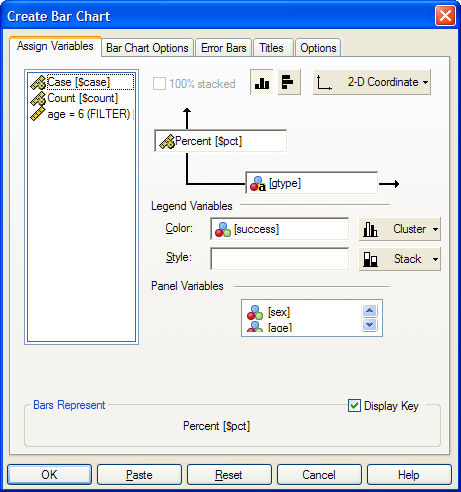 Create Bar Chart
Assign Variables Bar Chart Options Error Bars Titles Options
Case [$case]
Count [$count]
age = 6 (FILTER)
100% stacked
2-D Coordinate
Percent [$pct]
a [gtype]
Legend Variables
Color: [success] Cluster
Style: Stack
Panel Variables
[sex]
[age]
Bars Represent
Display Key
Percent [$pct]
OK Paste Reset Cancel Help